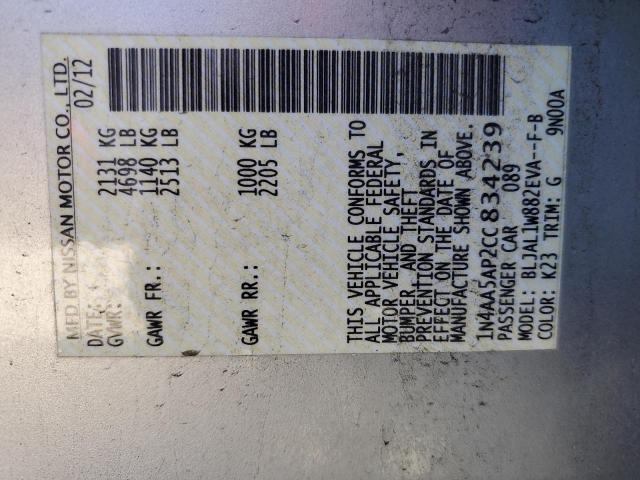 MFD BY NISSAN MOTOR CO., LTD.
DATE: 02/12
GVWR: 2131 KG
4698 LB
GAWR FR.: 1140 KG
2513 LB
GAWR RR.: 1000 KG
2205 LB
THIS VEHICLE CONFORMS TO
ALL APPLICABLE FEDERAL
MOTOR VEHICLE SAFETY,
BUMPER, AND THEFT
PREVENTION STANDARDS IN
EFFECT ON THE DATE OF
MANUFACTURE SHOWN ABOVE.
1N4AA5AP2CC834239
PASSENGER CAR 089
MODEL: BLJAL1W882EVA--F-B
COLOR: K23 TRIM: G 9N00A